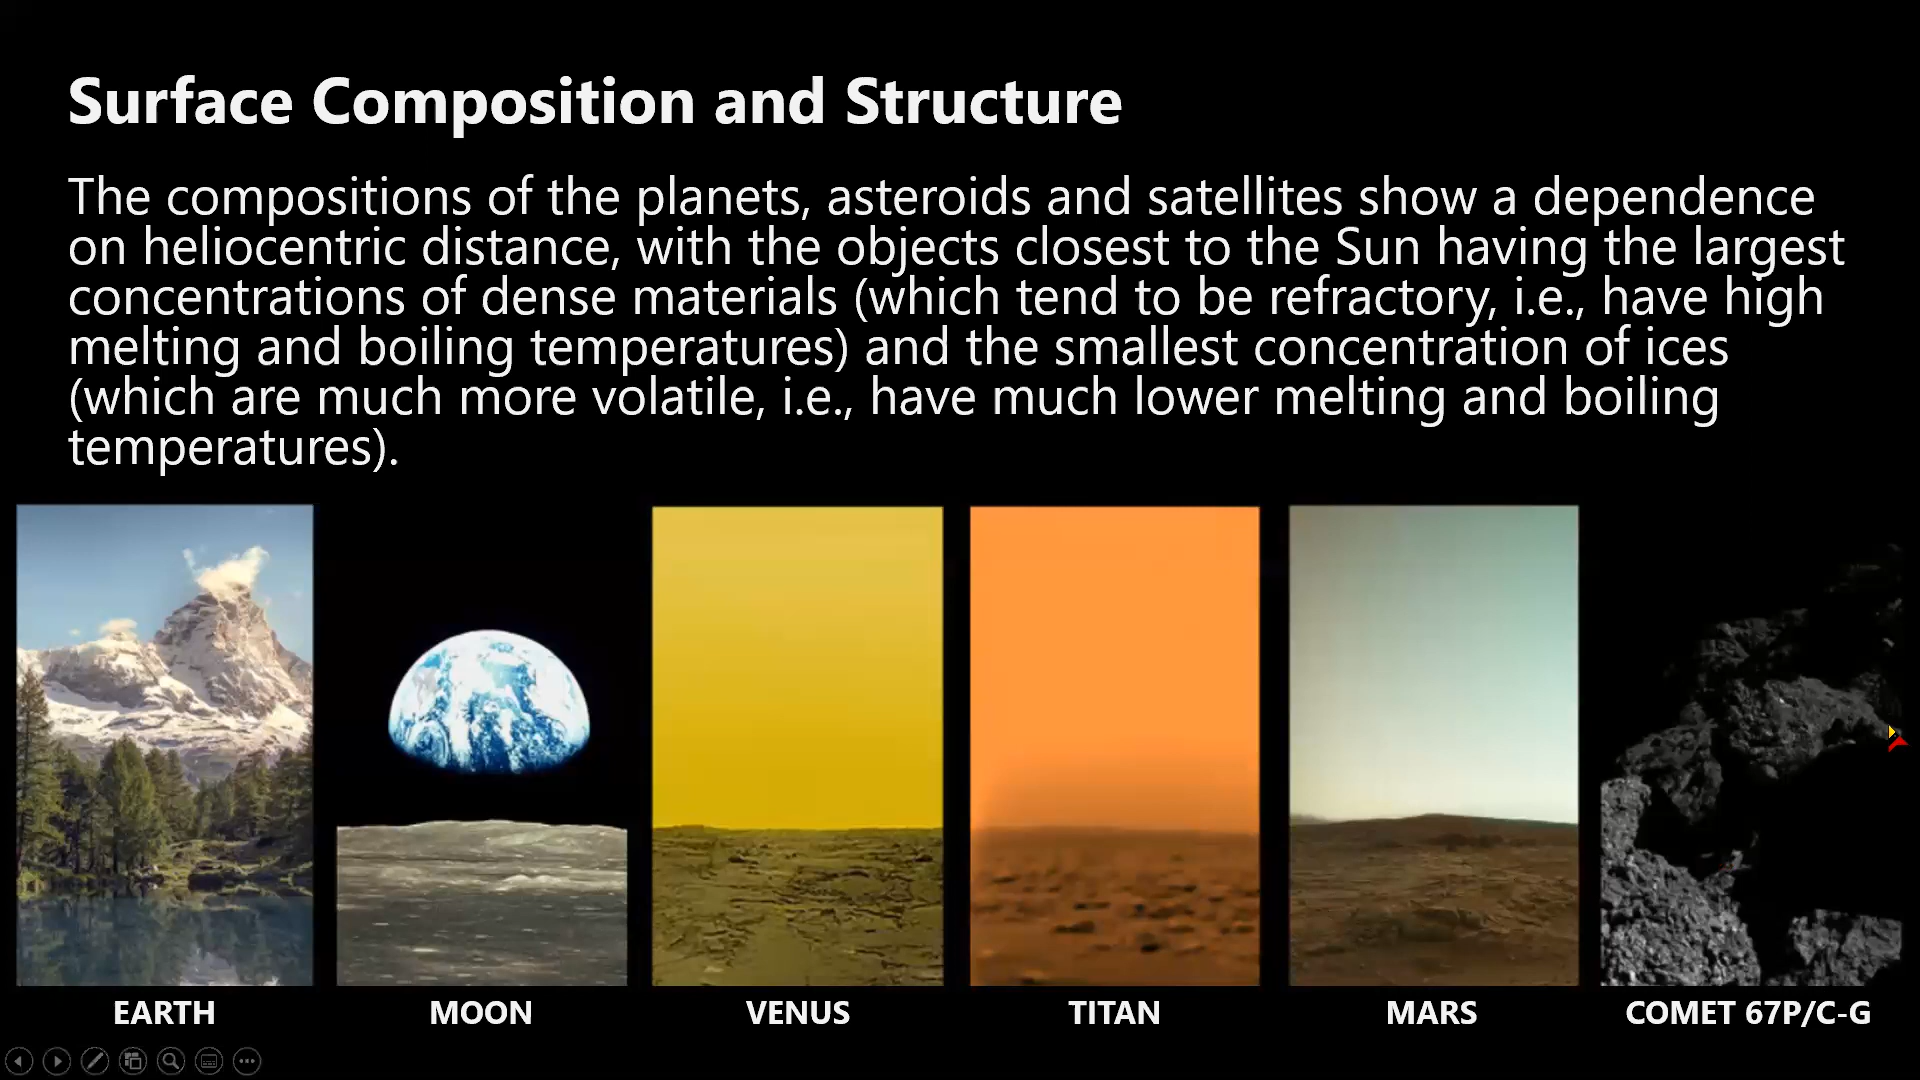 Surface Composition and Structure
The compositions of the planets, asteroids and satellites show a dependence
on heliocentric distance, with the objects closest to the Sun having the largest
concentrations of dense materials (which tend to be refractory, i.e., have high
melting and boiling temperatures) and the smallest concentration of ices
(which are much more volatile, i.e., have much lower melting and boiling
temperatures).
EARTH
MOON
VENUS
TITAN
MARS
COMET 67P/C-G